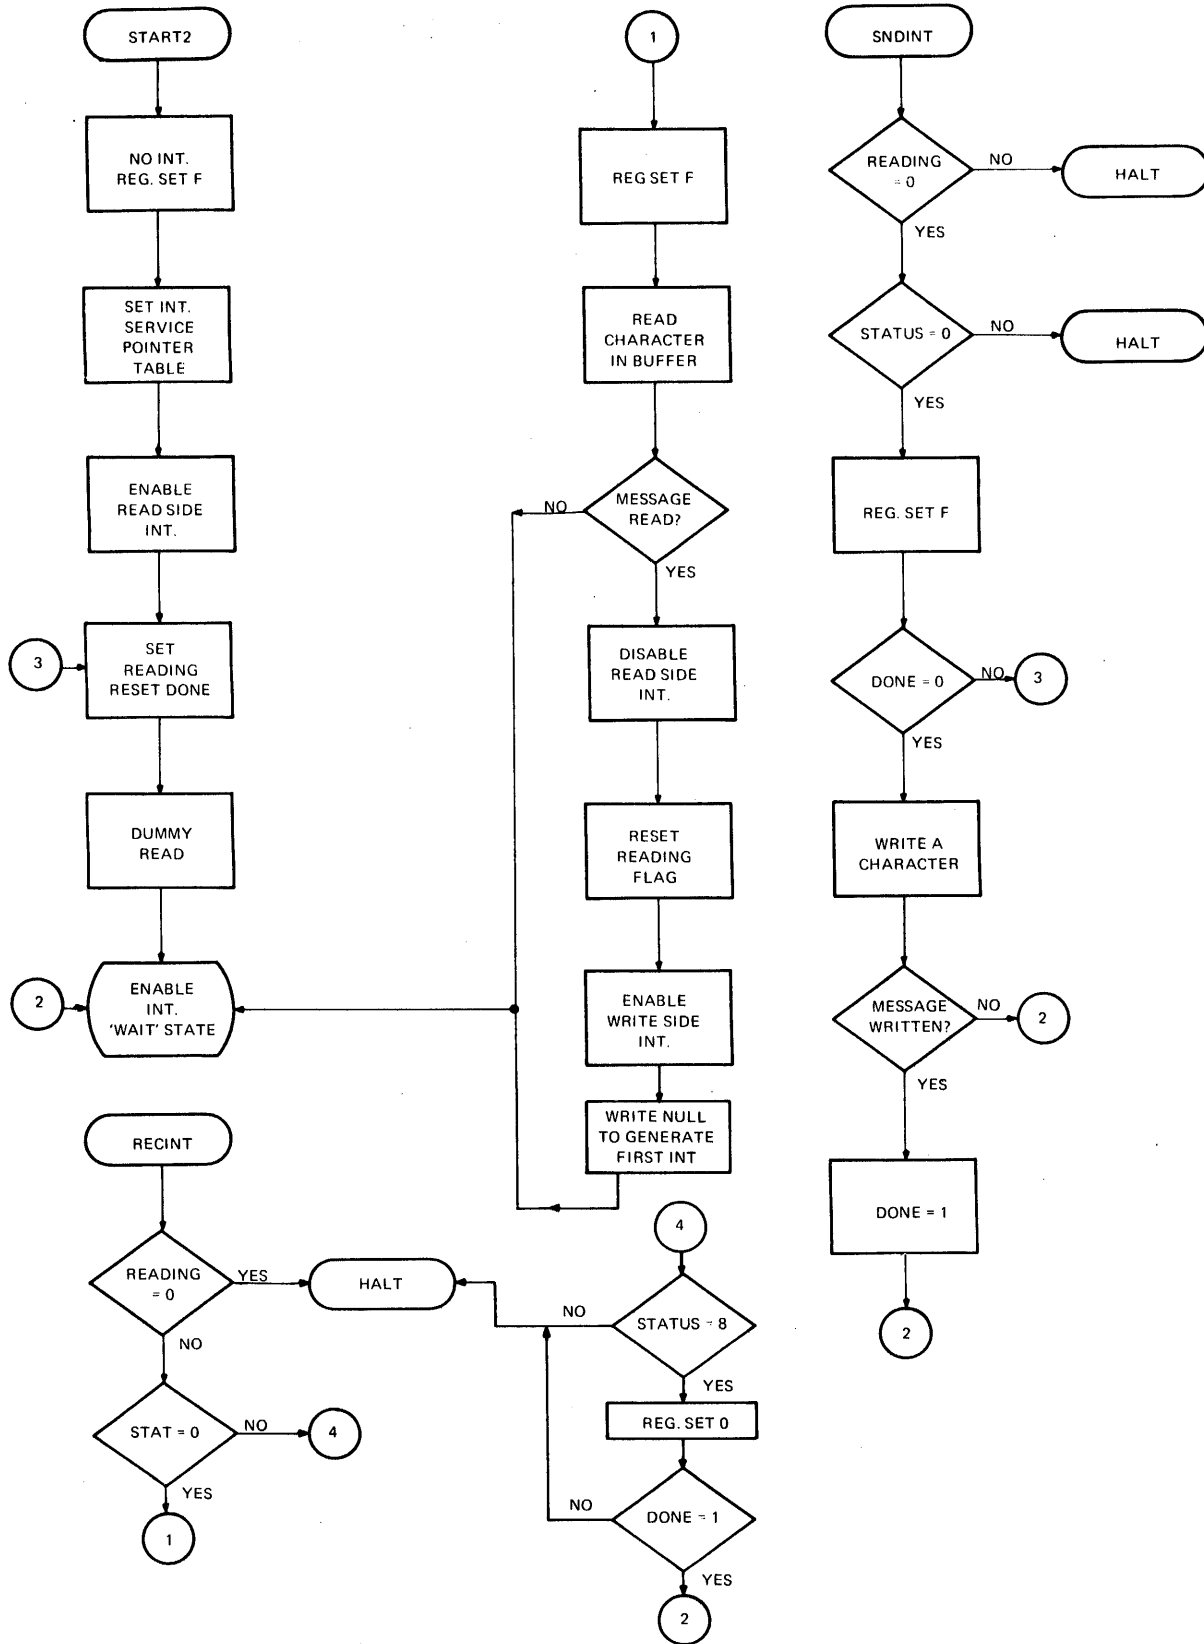 START2
NO INT.
REG. SET F
SET INT.
SERVICE
POINTER
TABLE
ENABLE
READ SIDE
INT.
3
SET
READING
RESET DONE
DUMMY
READ
2
ENABLE
INT.
'WAIT' STATE
RECINT
READING
= 0
YES
HALT
NO
STAT = 0
NO
4
YES
1
1
REG SET F
READ
CHARACTER
IN BUFFER
MESSAGE
READ?
NO
YES
DISABLE
READ SIDE
INT.
RESET
READING
FLAG
ENABLE
WRITE SIDE
INT.
WRITE NULL
TO GENERATE
FIRST INT
4
STATUS = 8
NO
YES
REG. SET 0
DONE = 1
NO
YES
2
SNDINT
READING
= 0
NO
HALT
YES
STATUS = 0
NO
HALT
YES
REG. SET F
DONE = 0
NO
3
YES
WRITE A
CHARACTER
MESSAGE
WRITTEN?
NO
2
YES
DONE = 1
2